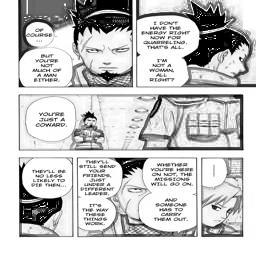 I DON'T
HAVE THE
ENERGY RIGHT
NOW FOR
QUARRELING.
THAT'S ALL.
I'M
NOT A
WOMAN,
ALL
RIGHT?
OF
COURSE
...
BUT
YOU'RE
NOT
MUCH OF
A MAN
EITHER.
YOU'RE
JUST A
COWARD.
...
WHETHER
YOU'RE HERE
ON NOT, THE
MISSIONS
WILL GO ON.
AND
SOMEONE
HAS TO
CARRY
THEM OUT.
THEY'LL
STILL SEND
YOUR
FRIENDS,
JUST
UNDER A
DIFFERENT
LEADER.
IT'S
THE WAY
THESE
THINGS
WORK.
THEY'LL
BE NO
LESS
LIKELY TO
DIE THEN...